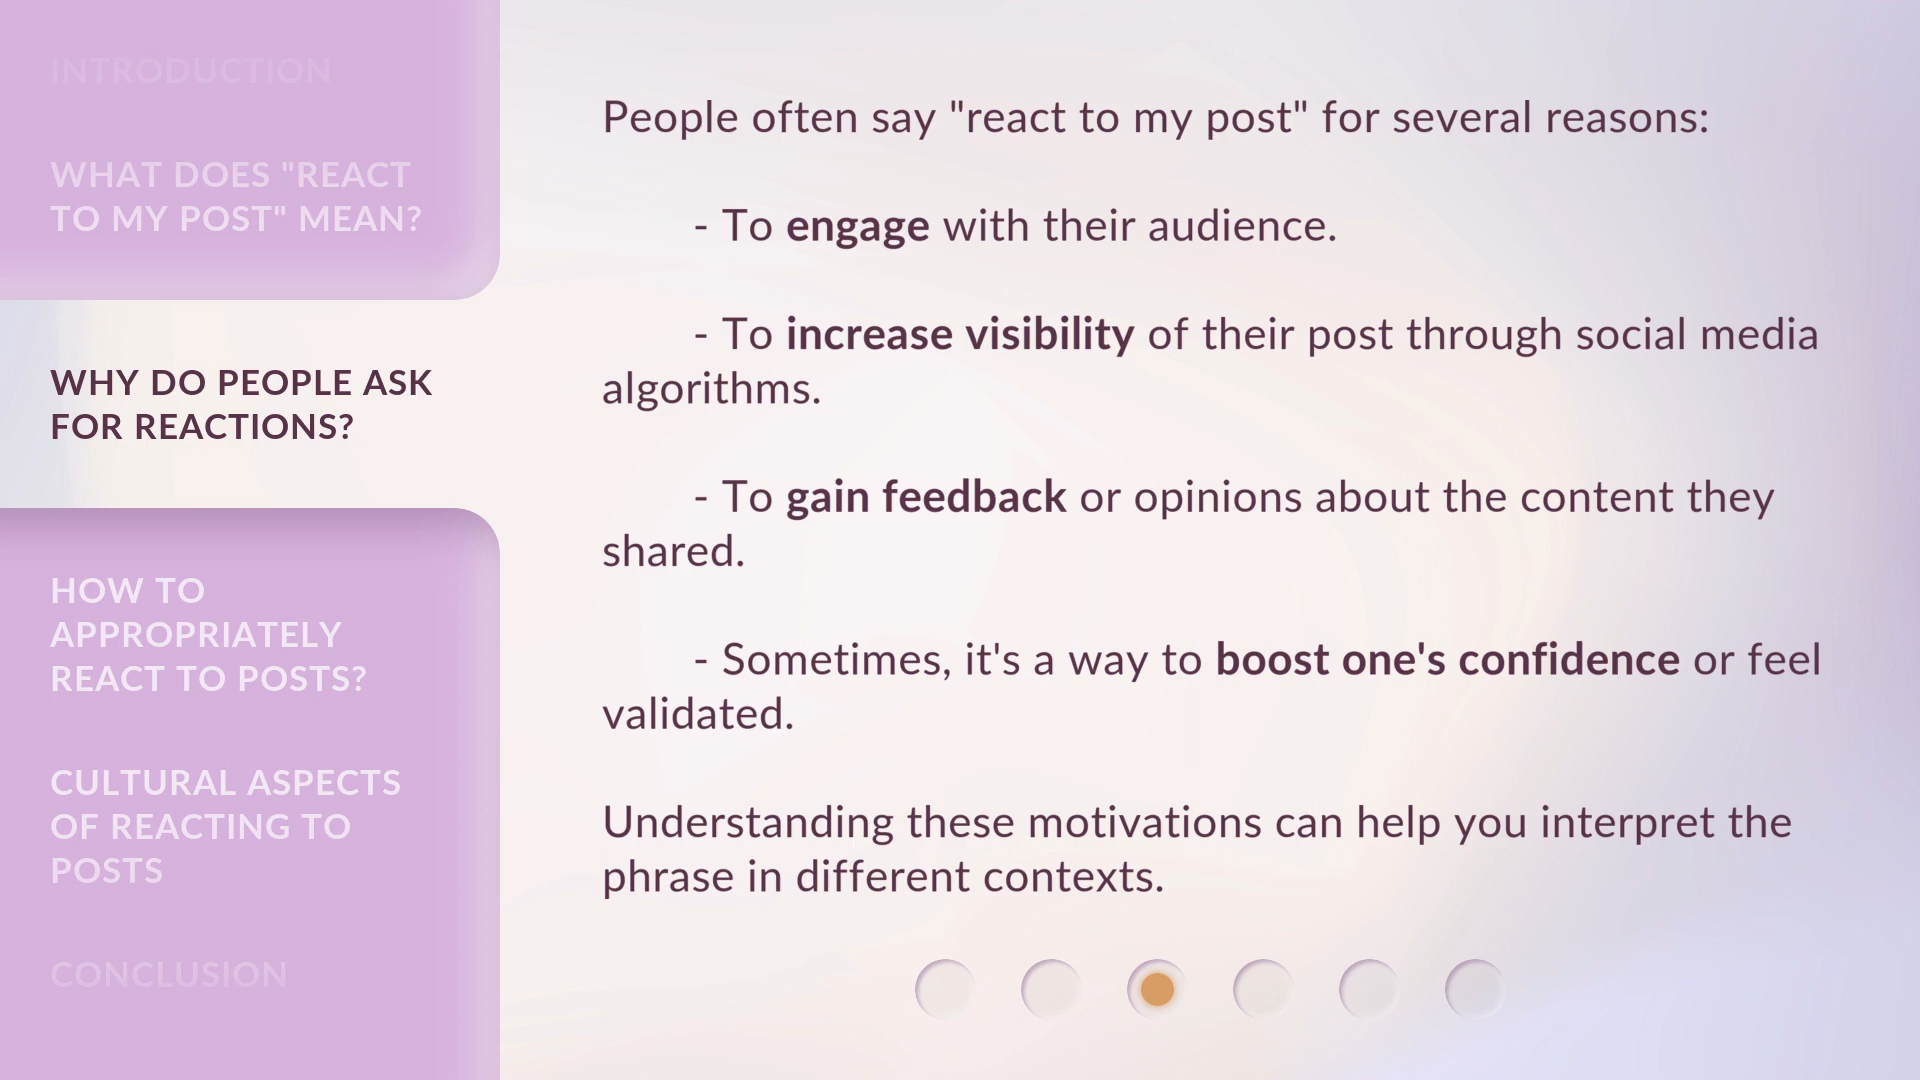 INTRODUCTION
WHAT DOES "REACT
TO MY POST" MEAN?
WHY DO PEOPLE ASK
FOR REACTIONS?
HOW TO
APPROPRIATELY
REACT TO POSTS?
CULTURAL ASPECTS
OF REACTING TO
POSTS
CONCLUSION
People often say "react to my post" for several reasons:
- To engage with their audience.
- To increase visibility of their post through social media
algorithms.
- To gain feedback or opinions about the content they
shared.
- Sometimes, it's a way to boost one's confidence or feel
validated.
Understanding these motivations can help you interpret the
phrase in different contexts.